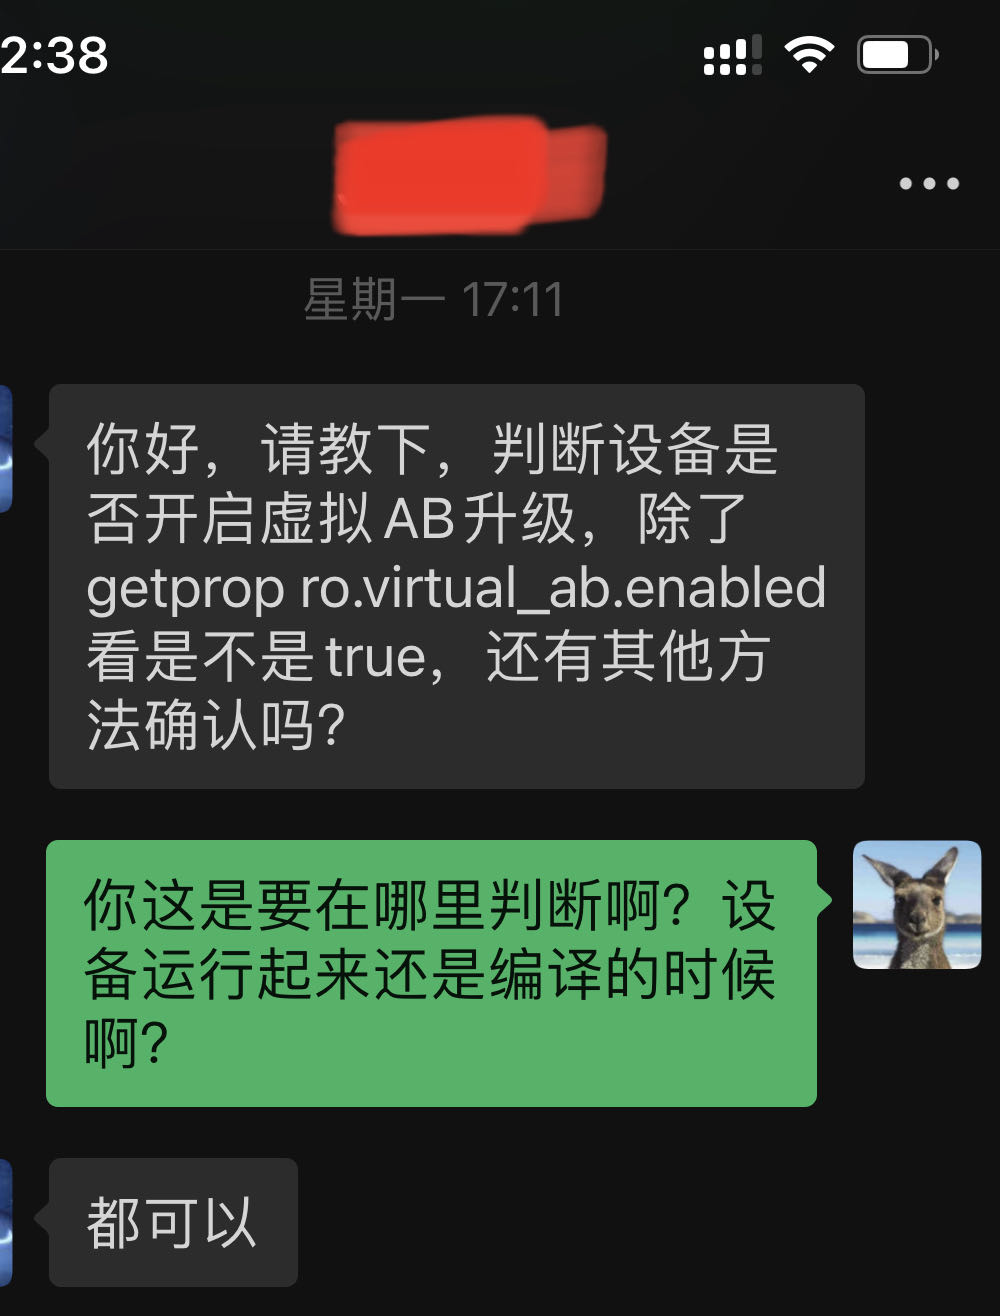 2:38
星期一 17:11
你好，请教下，判断设备是
否开启虚拟AB升级，除了
getprop ro.virtual_ab.enabled
看是不是true，还有其他方
法确认吗？
你这是要在哪里判断啊？设
备运行起来还是编译的时候
啊？
都可以